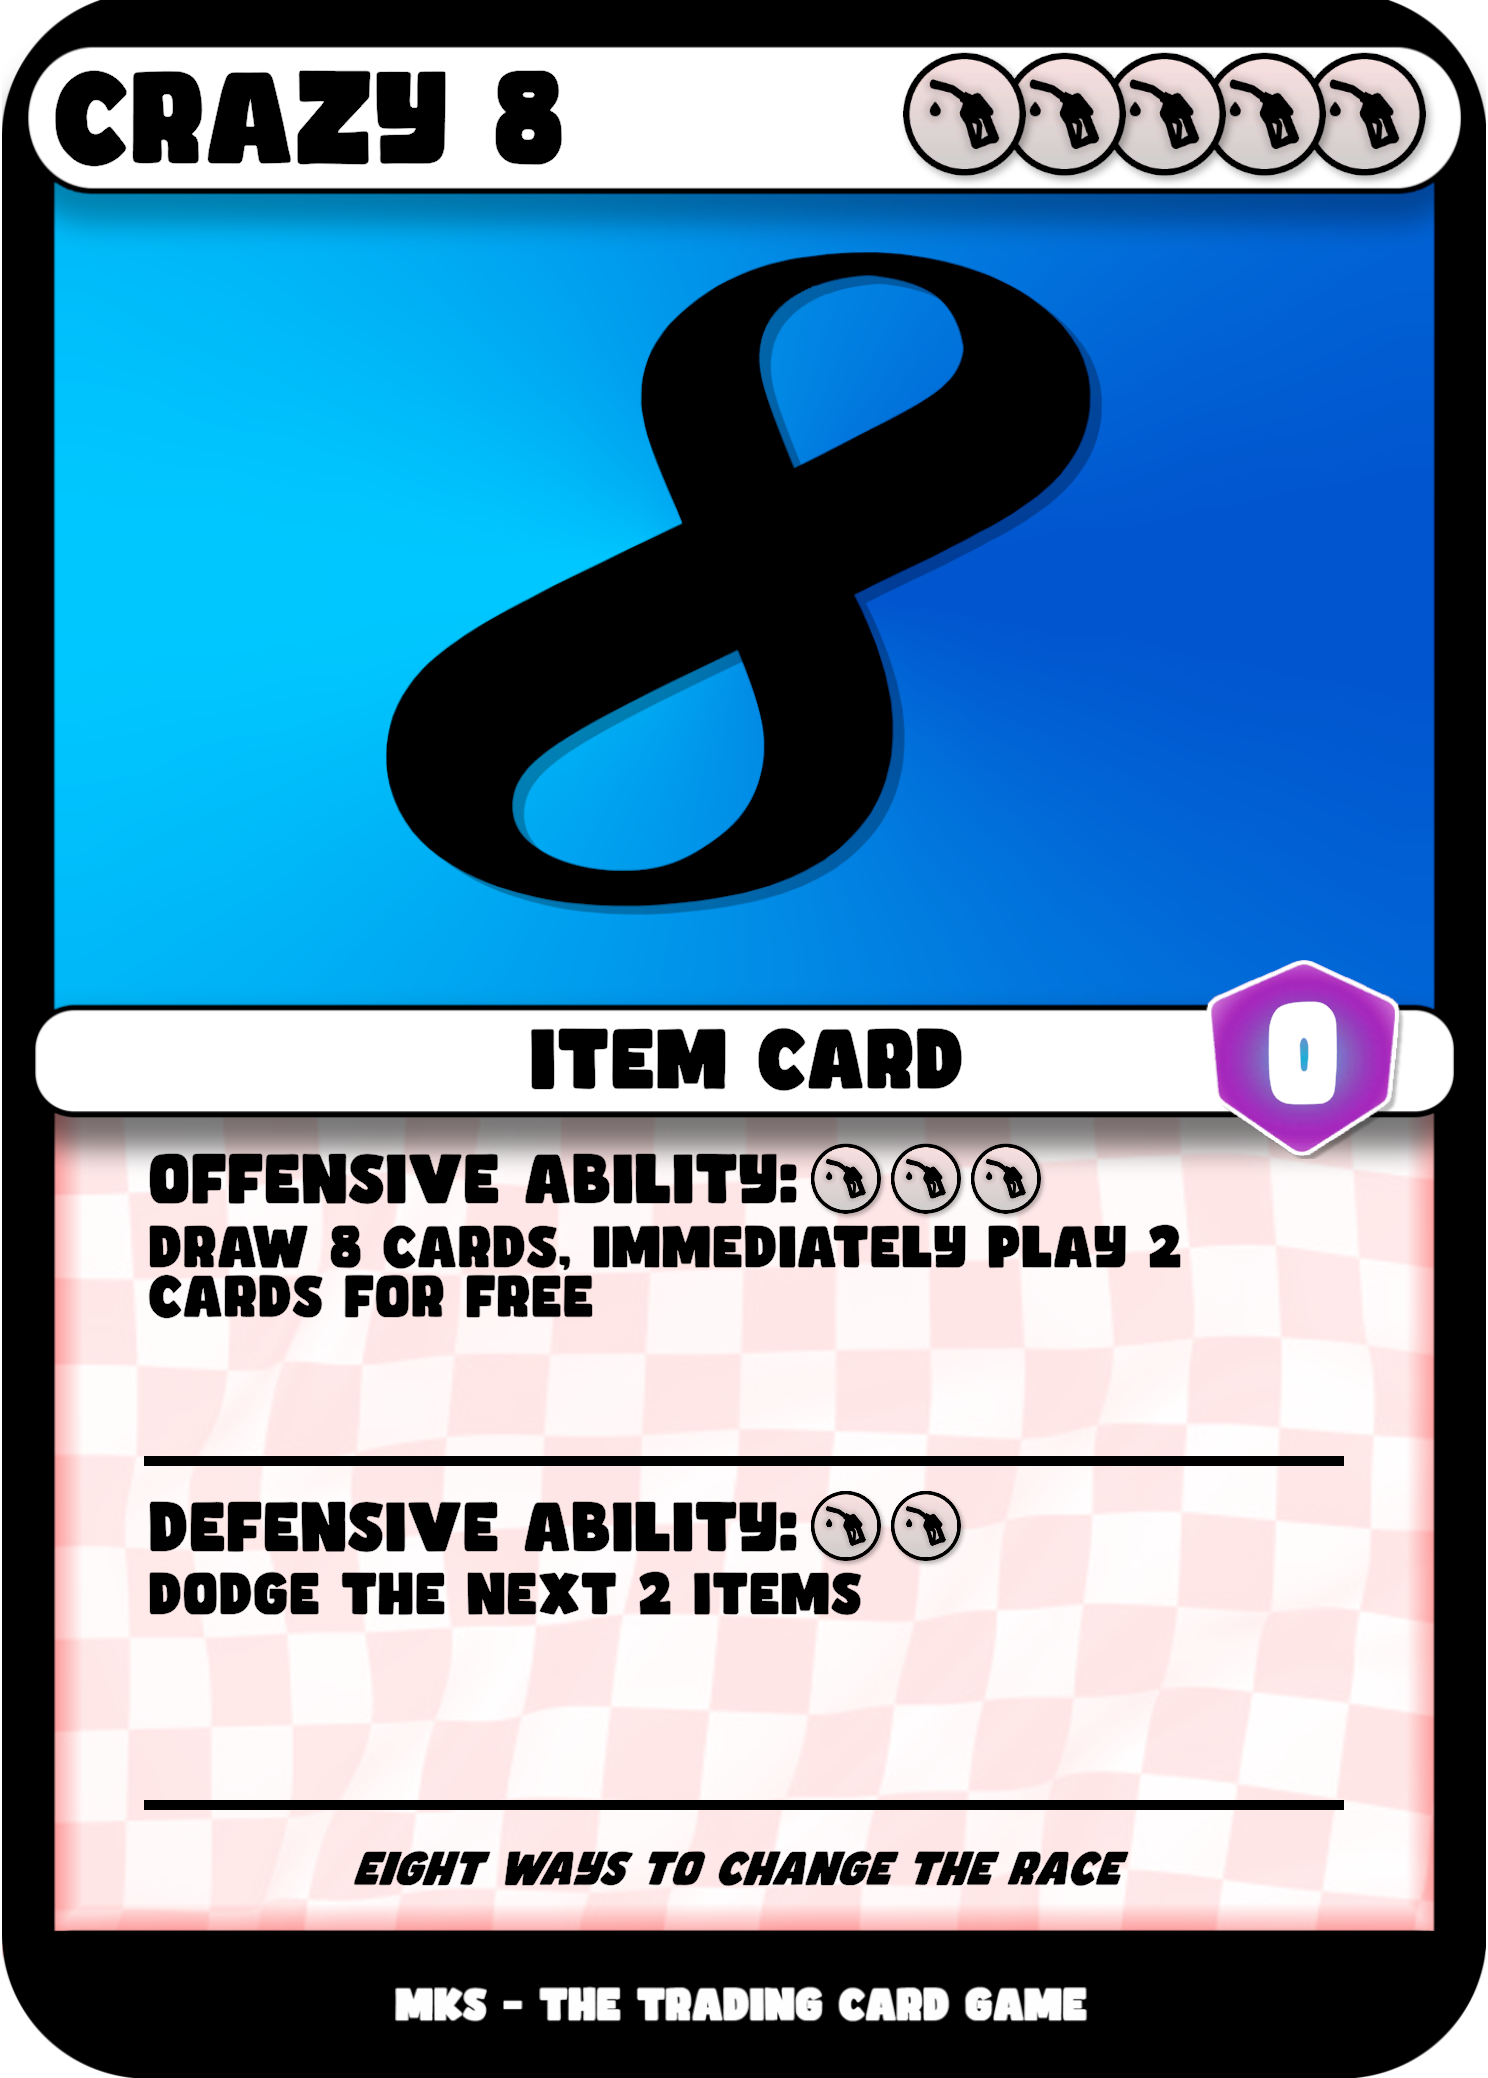 CRAZY 8
8
ITEM CARD
0
OFFENSIVE ABILITY:
DRAW 8 CARDS, IMMEDIATELY PLAY 2
CARDS FOR FREE
DEFENSIVE ABILITY:
DODGE THE NEXT 2 ITEMS
EIGHT WAYS TO CHANGE THE RACE
MKS - THE TRADING CARD GAME